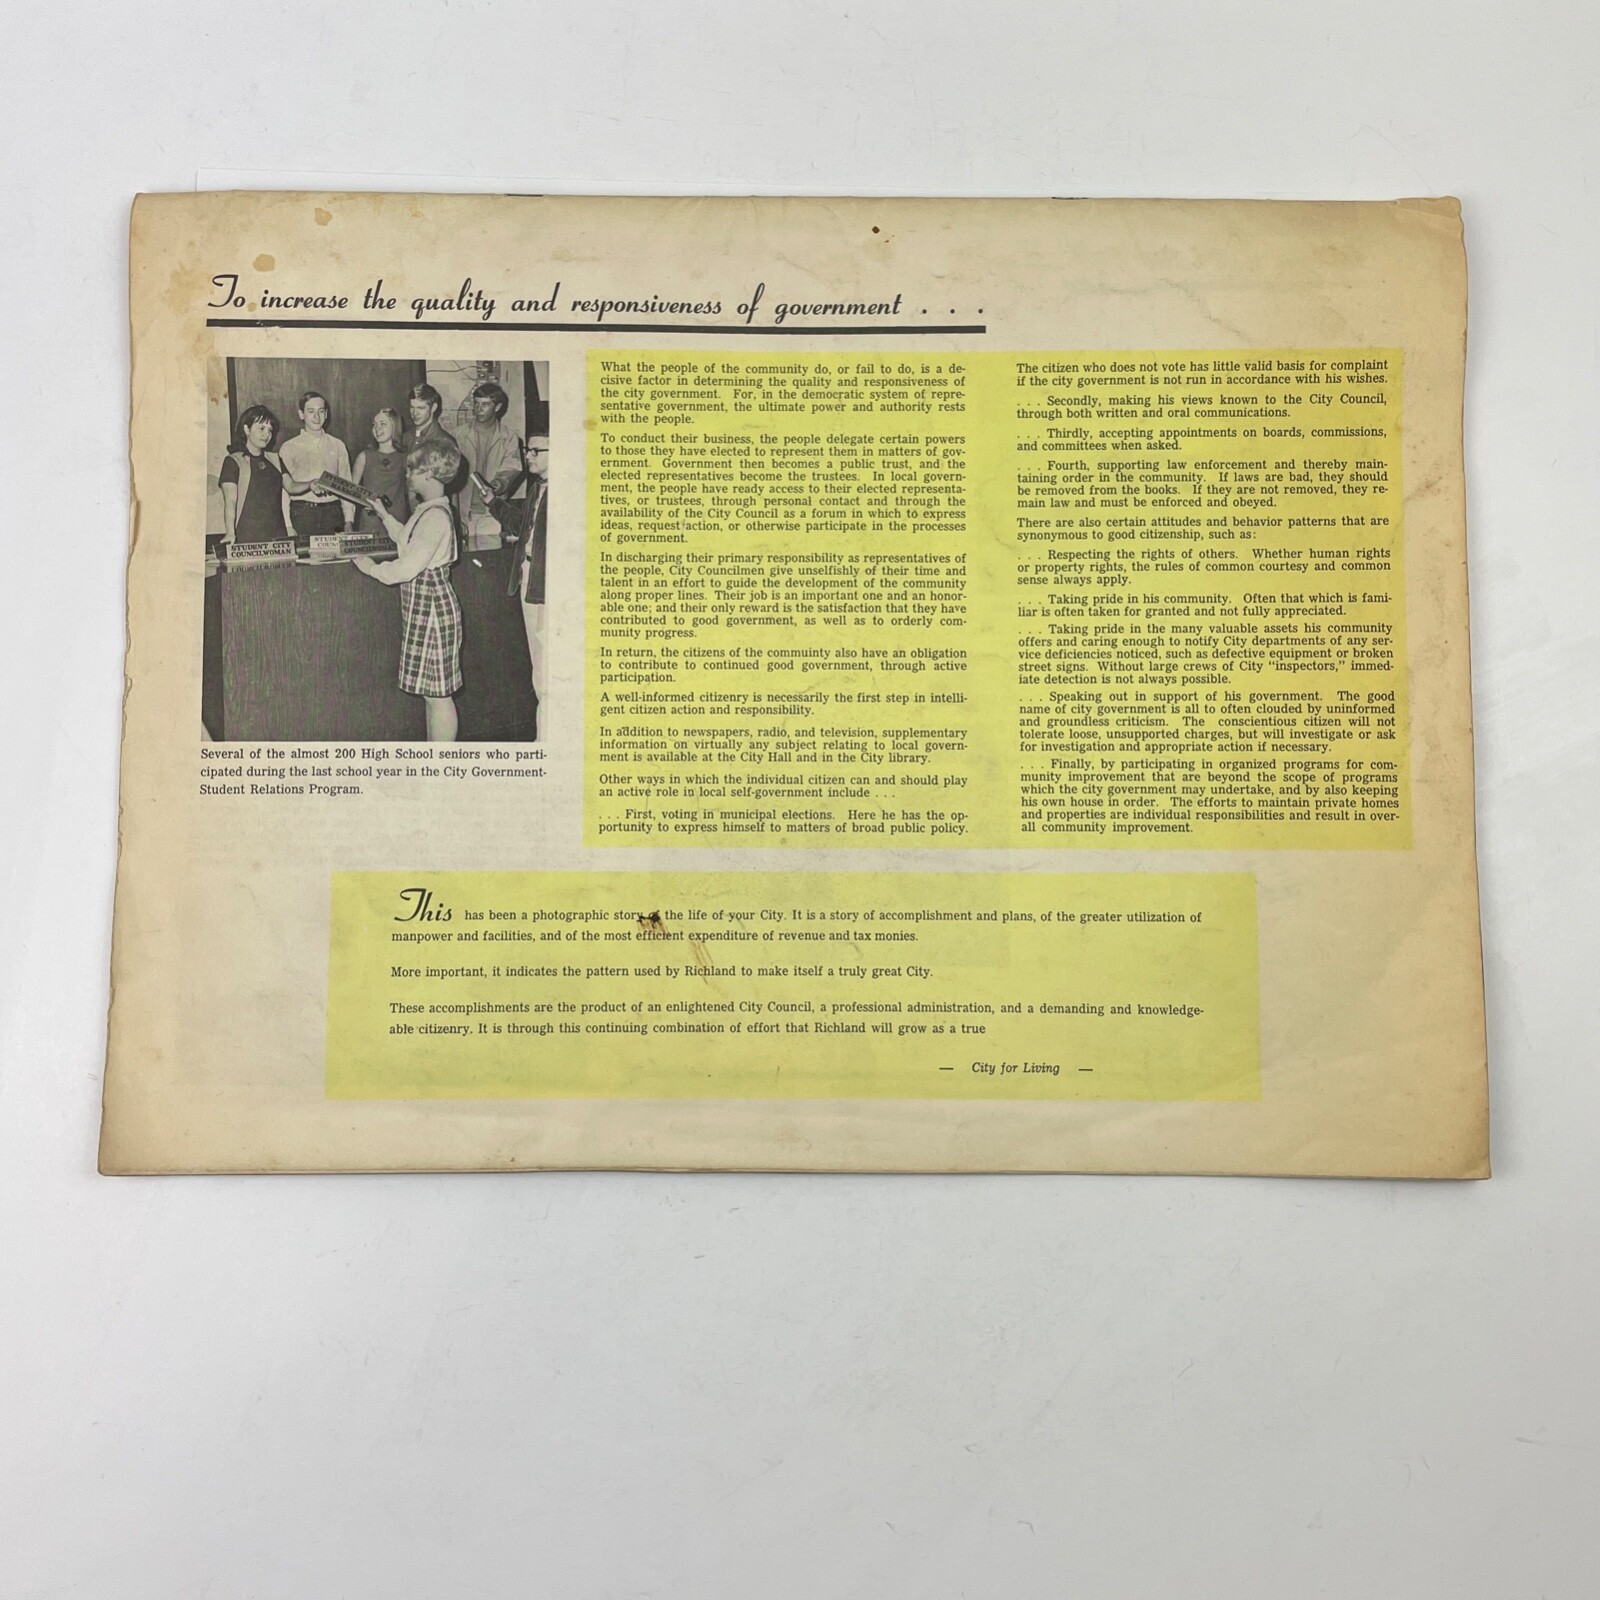 To increase the quality and responsiveness of government . . .
STUDENT CITY
COUNCILWOMAN
STUDENT CITY
Several of the almost 200 High School seniors who parti-
cipated during the last school year in the City Government-
Student Relations Program.
What the people of the community do, or fail to do, is a de-
cisive factor in determining the quality and responsiveness of
the city government. For, in the democratic system of repre-
sentative government, the ultimate power and authority rests
with the people.
To conduct their business, the people delegate certain powers
to those they have elected to represent them in matters of gov-
ernment. Government then becomes a public trust, and the
elected representatives become the trustees. In local govern-
ment, the people have ready access to their elected representa-
tives, or trustees, through personal contact and through the
availability of the City Council as a forum in which to express
ideas, request action, or otherwise participate in the processes
of government.
In discharging their primary responsibility as representatives of
the people, City Councilmen give unselfishly of their time and
talent in an effort to guide the development of the community
along proper lines. Their job is an important one and an honor-
able one; and their only reward is the satisfaction that they have
contributed to good government, as well as to orderly com-
munity progress.
In return, the citizens of the commuinty also have an obligation
to contribute to continued good government, through active
participation.
A well-informed citizenry is necessarily the first step in intelli-
gent citizen action and responsibility.
In addition to newspapers, radio, and television, supplementary
information on virtually any subject relating to local govern-
ment is available at the City Hall and in the City library.
Other ways in which the individual citizen can and should play
an active role in local self-government include . . .
. . . First, voting in municipal elections. Here he has the op-
portunity to express himself to matters of broad public policy.
The citizen who does not vote has little valid basis for complaint
if the city government is not run in accordance with his wishes.
. . . Secondly, making his views known to the City Council,
through both written and oral communications.
. . . Thirdly, accepting appointments on boards, commissions,
and committees when asked.
. . . Fourth, supporting law enforcement and thereby main-
taining order in the community. If laws are bad, they should
be removed from the books. If they are not removed, they re-
main law and must be enforced and obeyed.
There are also certain attitudes and behavior patterns that are
synonymous to good citizenship, such as:
. . . Respecting the rights of others. Whether human rights
or property rights, the rules of common courtesy and common
sense always apply.
. . . Taking pride in his community. Often that which is fami-
liar is often taken for granted and not fully appreciated.
. . . Taking pride in the many valuable assets his community
offers and caring enough to notify City departments of any ser-
vice deficiencies noticed, such as defective equipment or broken
street signs. Without large crews of City "inspectors," immed-
iate detection is not always possible.
. . . Speaking out in support of his government. The good
name of city government is all to often clouded by uninformed
and groundless criticism. The conscientious citizen will not
tolerate loose, unsupported charges, but will investigate or ask
for investigation and appropriate action if necessary.
. . . Finally, by participating in organized programs for com-
munity improvement that are beyond the scope of programs
which the city government may undertake, and by also keeping
his own house in order. The efforts to maintain private homes
and properties are individual responsibilities and result in over-
all community improvement.
This has been a photographic story of the life of your City. It is a story of accomplishment and plans, of the greater utilization of
manpower and facilities, and of the most efficient expenditure of revenue and tax monies.
More important, it indicates the pattern used by Richland to make itself a truly great City.
These accomplishments are the product of an enlightened City Council, a professional administration, and a demanding and knowledge-
able citizenry. It is through this continuing combination of effort that Richland will grow as a true
— City for Living —